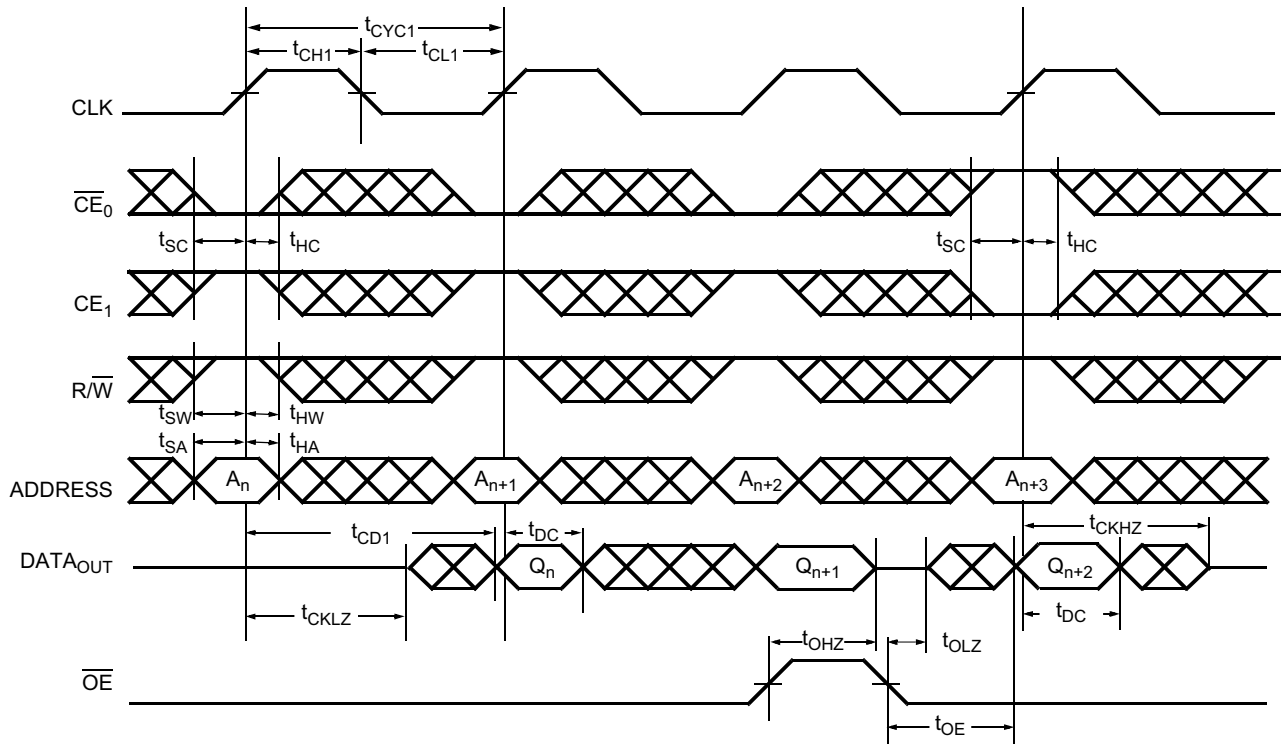 tCYC1
tCH1 tCL1
CLK
CE0
tSC tHC tSC tHC
CE1
R/W
tSW tHW
tSA tHA
ADDRESS An An+1 An+2 An+3
tCD1 tDC tCKHZ
DATAOUT Qn Qn+1 Qn+2
tCKLZ tDC
tOHZ tOLZ
OE
tOE